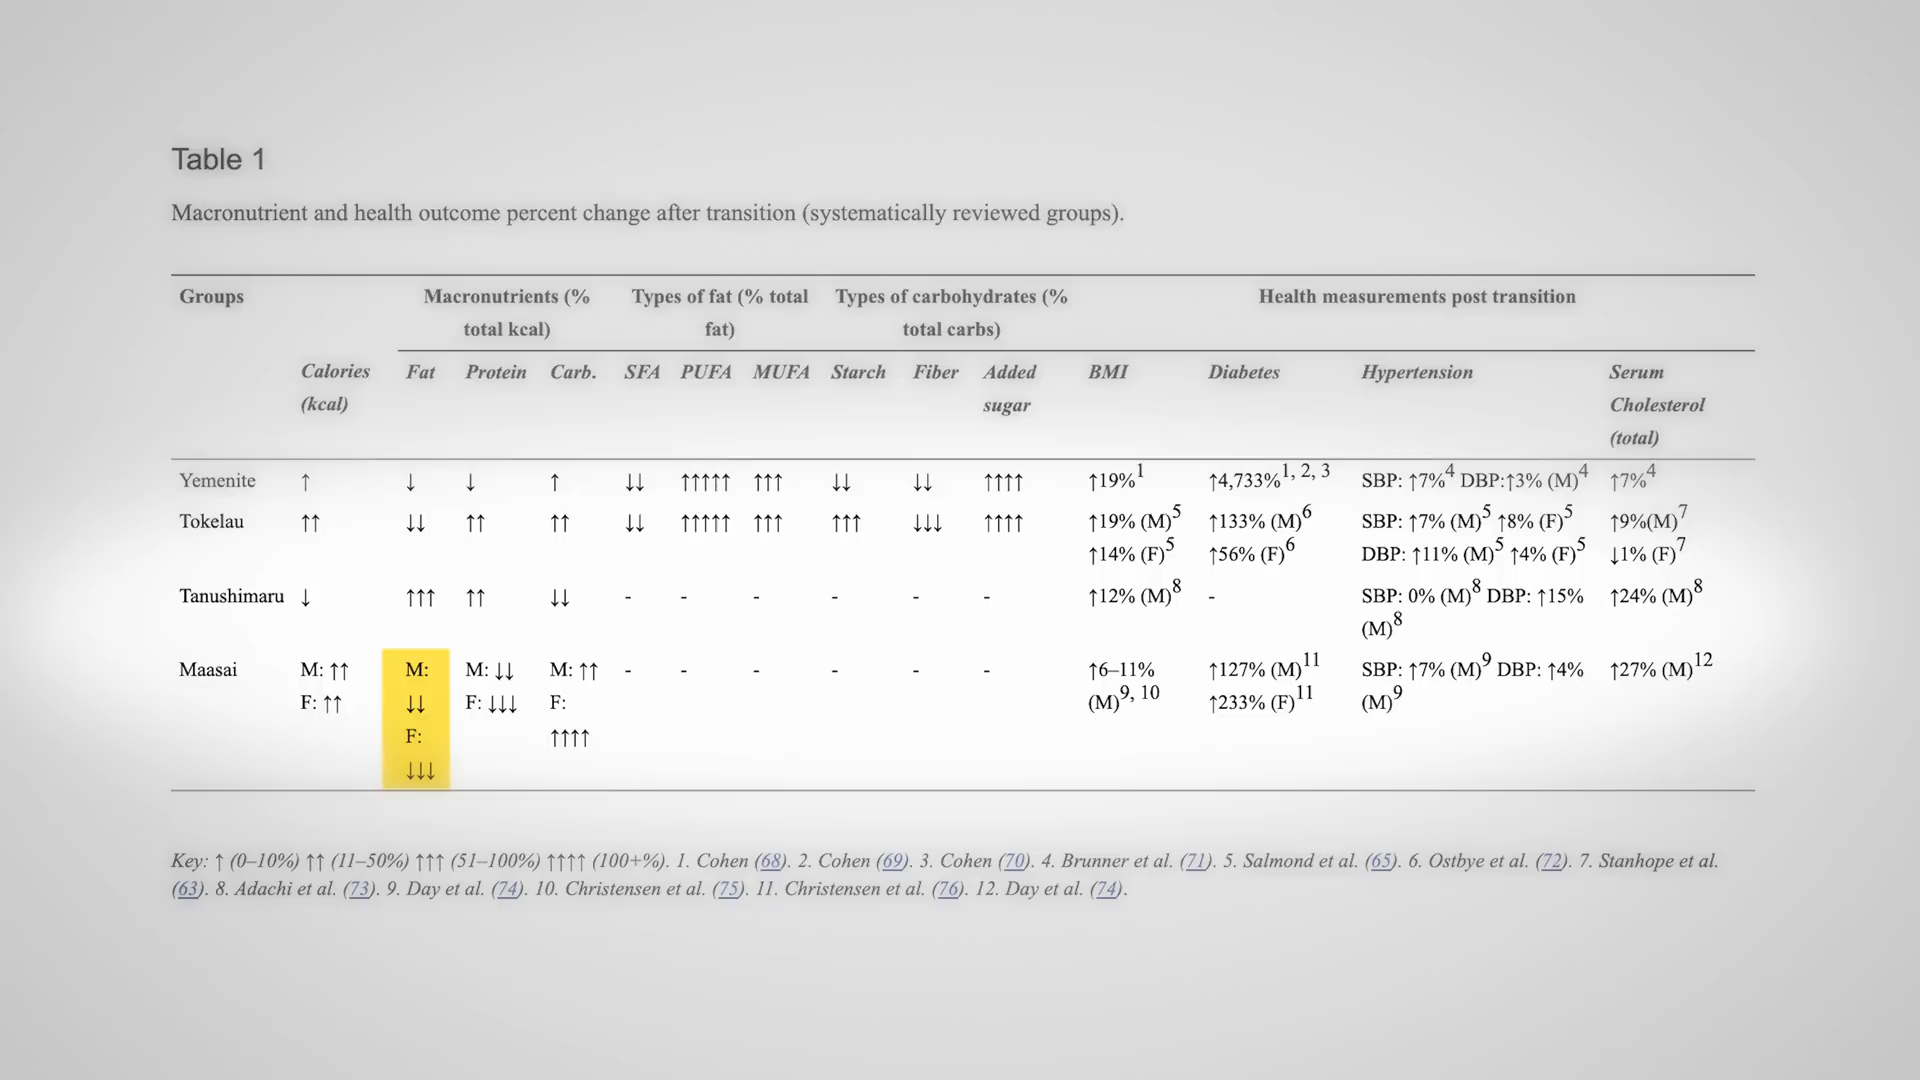 Table 1
Macronutrient and health outcome percent change after transition (systematically reviewed groups).
Groups Macronutrients (% total kcal) Types of fat (% total fat) Types of carbohydrates (% total carbs) Health measurements post transition
Calories (kcal) Fat Protein Carb. SFA PUFA MUFA Starch Fiber Added sugar BMI Diabetes Hypertension Serum Cholesterol (total)
Yemenite ↑ ↓ ↓ ↑ ↓↓ ↑↑↑↑↑ ↑↑↑ ↓↓ ↓↓ ↑↑↑↑ ↑19%1 ↑4,733%1, 2, 3 SBP: ↑7%4 DBP:↑3% (M)4 ↑7%4
Tokelau ↑↑ ↓↓ ↑↑ ↑↑ ↓↓ ↑↑↑↑↑ ↑↑↑ ↑↑↑ ↓↓↓ ↑↑↑↑ ↑19% (M)5 ↑133% (M)6 SBP: ↑7% (M)5 ↑8% (F)5 ↑9%(M)7
↑14% (F)5 ↑56% (F)6 DBP: ↑11% (M)5 ↑4% (F)5 ↓1% (F)7
Tanushimaru ↓ ↑↑↑ ↑↑ ↓↓ - - - - - - ↑12% (M)8 - SBP: 0% (M)8 DBP: ↑15% ↑24% (M)8
(M)8
Maasai M: ↑↑ M: M: ↓↓ M: ↑↑ - - - - - - ↑6–11% ↑127% (M)11 SBP: ↑7% (M)9 DBP: ↑4% ↑27% (M)12
F: ↑↑ ↓↓ F: ↓↓↓ F: (M)9, 10 ↑233% (F)11 (M)9
F: ↑↑↑↑
↓↓↓
Key: ↑ (0–10%) ↑↑ (11–50%) ↑↑↑ (51–100%) ↑↑↑↑ (100+%). 1. Cohen (68). 2. Cohen (69). 3. Cohen (70). 4. Brunner et al. (71). 5. Salmond et al. (65). 6. Ostbye et al. (72). 7. Stanhope et al.
(63). 8. Adachi et al. (73). 9. Day et al. (74). 10. Christensen et al. (75). 11. Christensen et al. (76). 12. Day et al. (74).